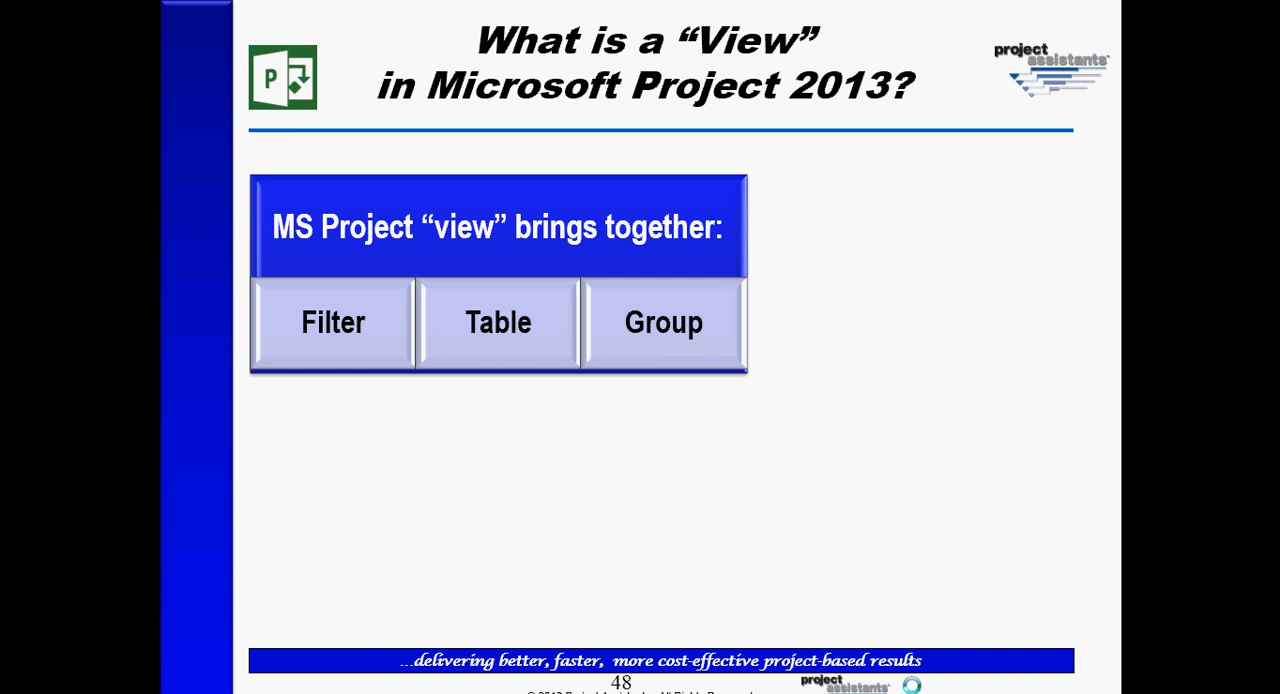 What is a “View”
in Microsoft Project 2013?
P
project
assistants
MS Project “view” brings together:
Filter
Table
Group
...delivering better, faster, more cost-effective project-based results
48
project
assistants